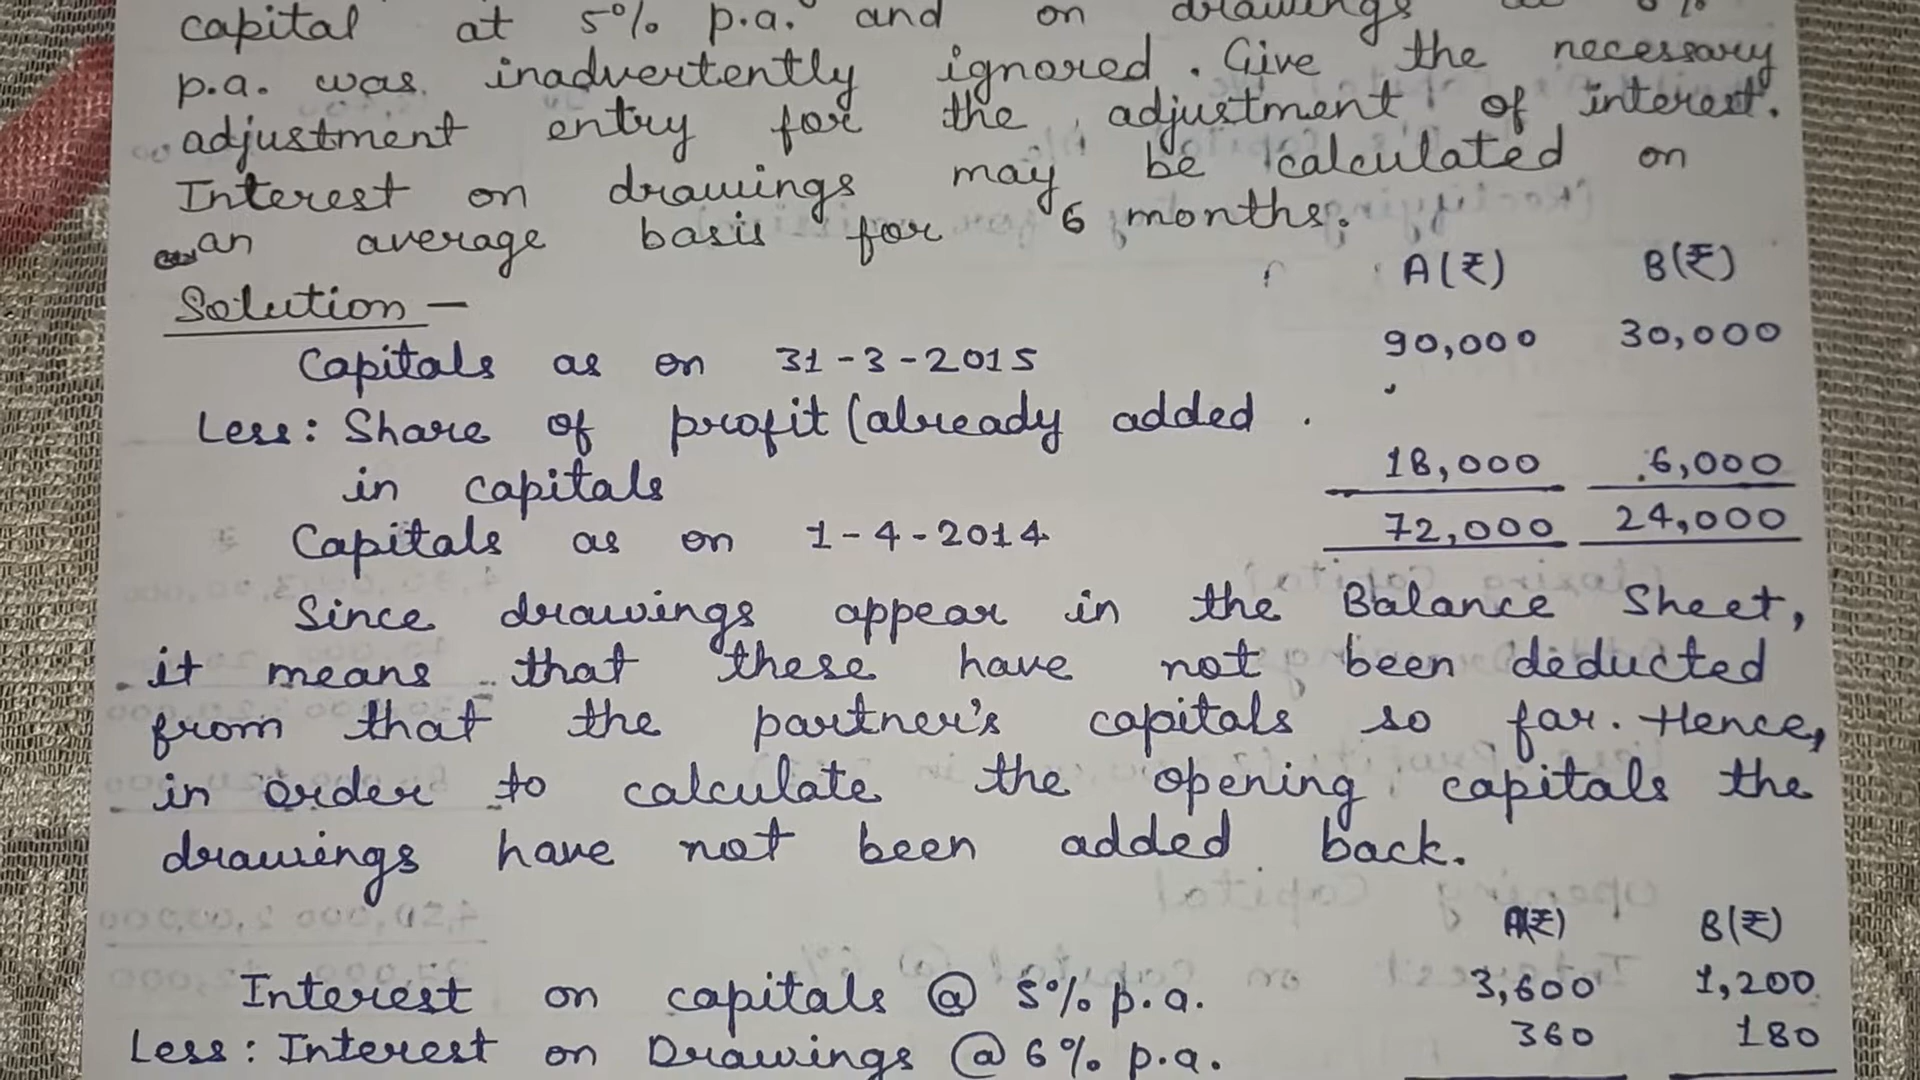 capital at 5% p.a. and on drawings
p.a. was inadvertently ignored. Give the necessary
adjustment entry for the adjustment of interest.
Interest on drawings may be calculated on
an average basis for 6 months.
A(₹) B(₹)
Solution -
Capitals as on 31-3-2015 90,000 30,000
Less: Share of profit (already added
in capitals 18,000 6,000
Capitals as on 1-4-2014 72,000 24,000
Since drawings appear in the Balance Sheet,
it means that these have not been deducted
from that the partner's capitals so far. Hence,
in order to calculate the opening capitals the
drawings have not been added back.
A(₹) B(₹)
Interest on capitals @ 5% p.a. 3,600 1,200
Less: Interest on Drawings @ 6% p.a. 360 180